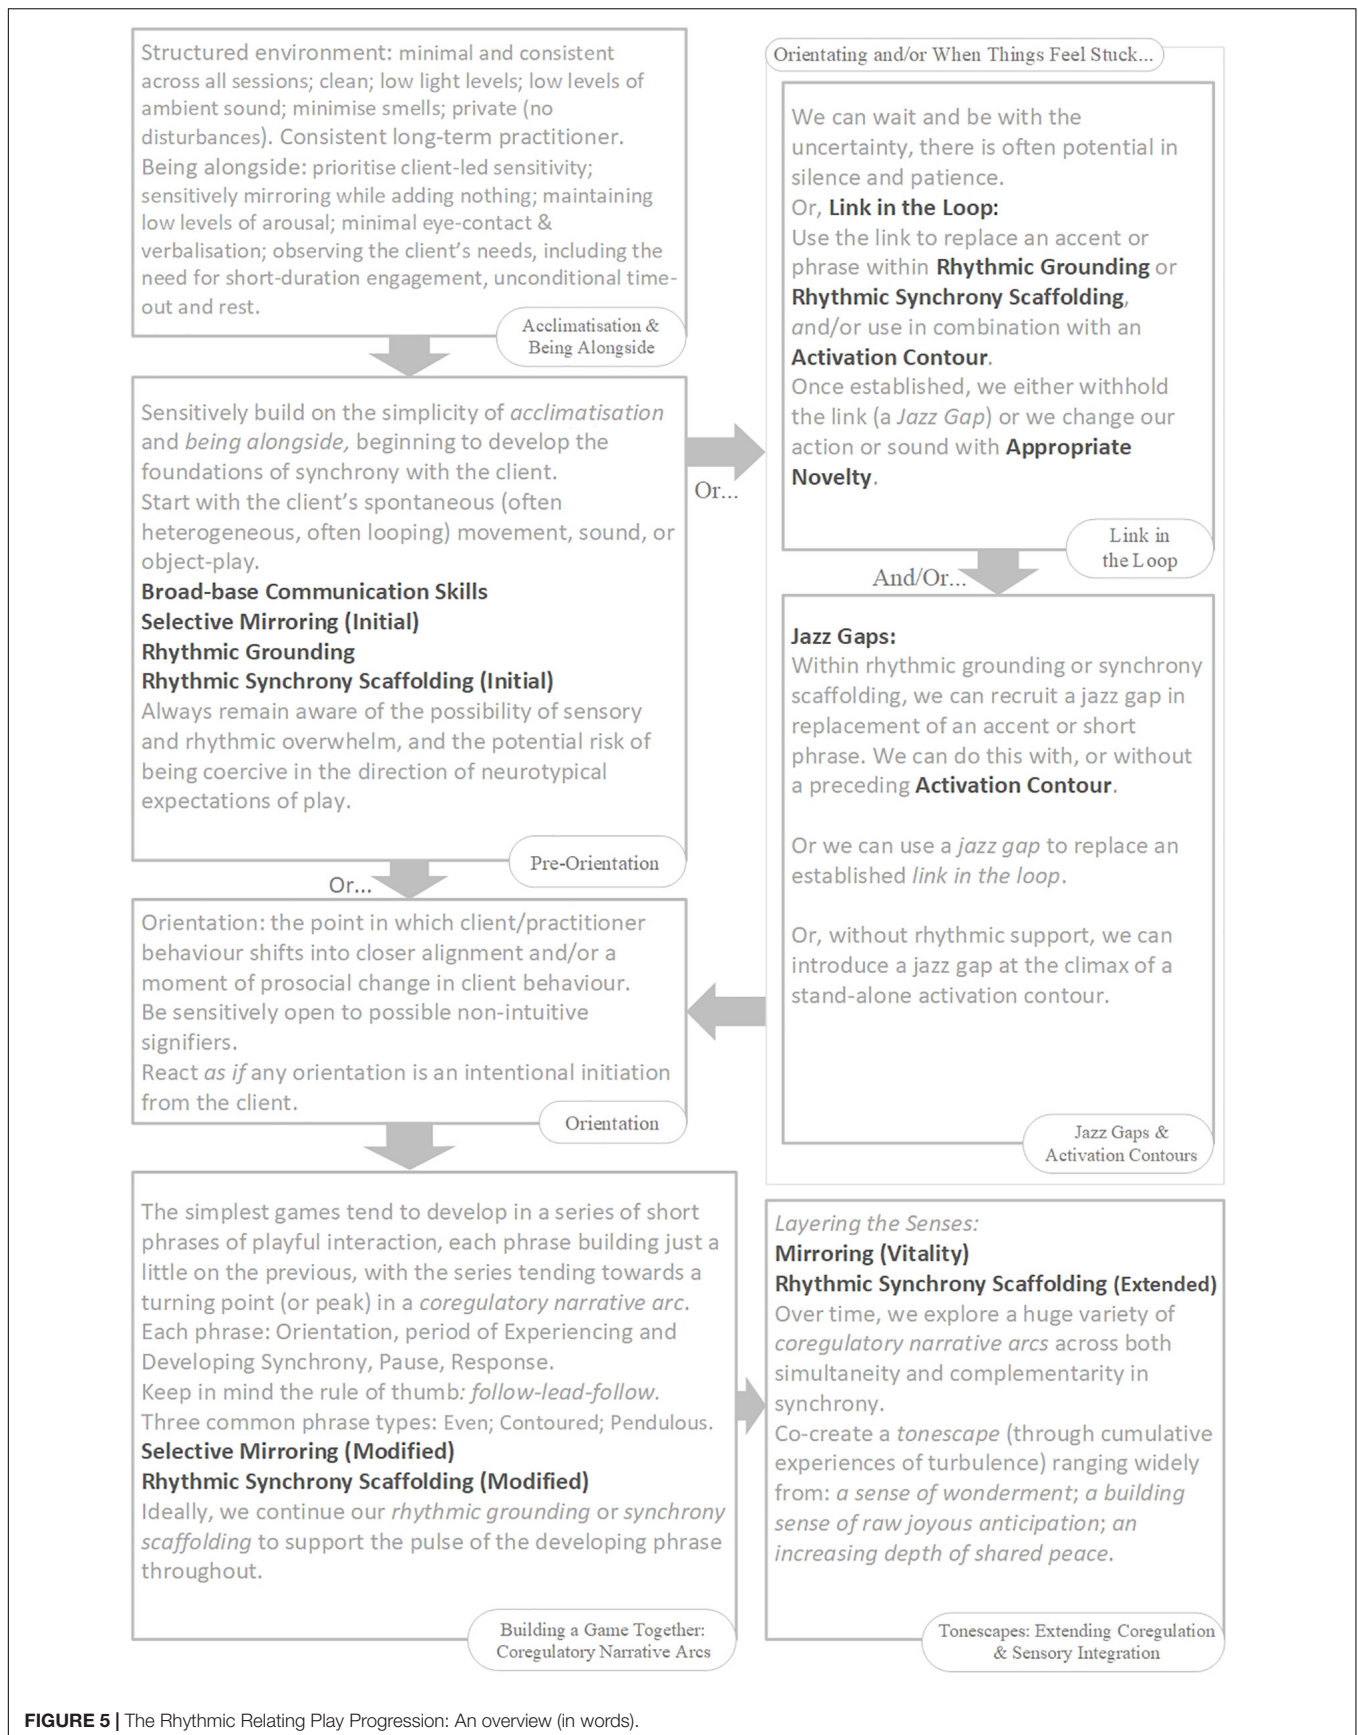 Structured environment: minimal and consistent
across all sessions; clean; low light levels; low levels of
ambient sound; minimise smells; private (no
disturbances). Consistent long-term practitioner.
Being alongside: prioritise client-led sensitivity;
sensitively mirroring while adding nothing; maintaining
low levels of arousal; minimal eye-contact &
verbalisation; observing the client's needs, including the
need for short-duration engagement, unconditional time-
out and rest.
Acclimatisation &
Being Alongside
Sensitively build on the simplicity of acclimatisation
and being alongside, beginning to develop the
foundations of synchrony with the client.
Start with the client's spontaneous (often
heterogeneous, often looping) movement, sound, or
object-play.
Broad-base Communication Skills
Selective Mirroring (Initial)
Rhythmic Grounding
Rhythmic Synchrony Scaffolding (Initial)
Always remain aware of the possibility of sensory
and rhythmic overwhelm, and the potential risk of
being coercive in the direction of neurotypical
expectations of play.
Pre-Orientation
Or...
Or...
Orientating and/or When Things Feel Stuck...
We can wait and be with the
uncertainty, there is often potential in
silence and patience.
Or, Link in the Loop:
Use the link to replace an accent or
phrase within Rhythmic Grounding or
Rhythmic Synchrony Scaffolding,
and/or use in combination with an
Activation Contour.
Once established, we either withhold
the link (a Jazz Gap) or we change our
action or sound with Appropriate
Novelty.
Link in
the Loop
And/Or...
Jazz Gaps:
Within rhythmic grounding or synchrony
scaffolding, we can recruit a jazz gap in
replacement of an accent or short
phrase. We can do this with, or without
a preceding Activation Contour.
Or we can use a jazz gap to replace an
established link in the loop.
Or, without rhythmic support, we can
introduce a jazz gap at the climax of a
stand-alone activation contour.
Jazz Gaps &
Activation Contours
Orientation: the point in which client/practitioner
behaviour shifts into closer alignment and/or a
moment of prosocial change in client behaviour.
Be sensitively open to possible non-intuitive
signifiers.
React as if any orientation is an intentional initiation
from the client.
Orientation
The simplest games tend to develop in a series of short
phrases of playful interaction, each phrase building just a
little on the previous, with the series tending towards a
turning point (or peak) in a coregulatory narrative arc.
Each phrase: Orientation, period of Experiencing and
Developing Synchrony, Pause, Response.
Keep in mind the rule of thumb: follow-lead-follow.
Three common phrase types: Even; Contoured; Pendulous.
Selective Mirroring (Modified)
Rhythmic Synchrony Scaffolding (Modified)
Ideally, we continue our rhythmic grounding or synchrony
scaffolding to support the pulse of the developing phrase
throughout.
Building a Game Together:
Coregulatory Narrative Arcs
Layering the Senses:
Mirroring (Vitality)
Rhythmic Synchrony Scaffolding (Extended)
Over time, we explore a huge variety of
coregulatory narrative arcs across both
simultaneity and complementarity in
synchrony.
Co-create a tonescape (through cumulative
experiences of turbulence) ranging widely
from: a sense of wonderment; a building
sense of raw joyous anticipation; an
increasing depth of shared peace.
Tonescapes: Extending Coregulation
& Sensory Integration
FIGURE 5 | The Rhythmic Relating Play Progression: An overview (in words).